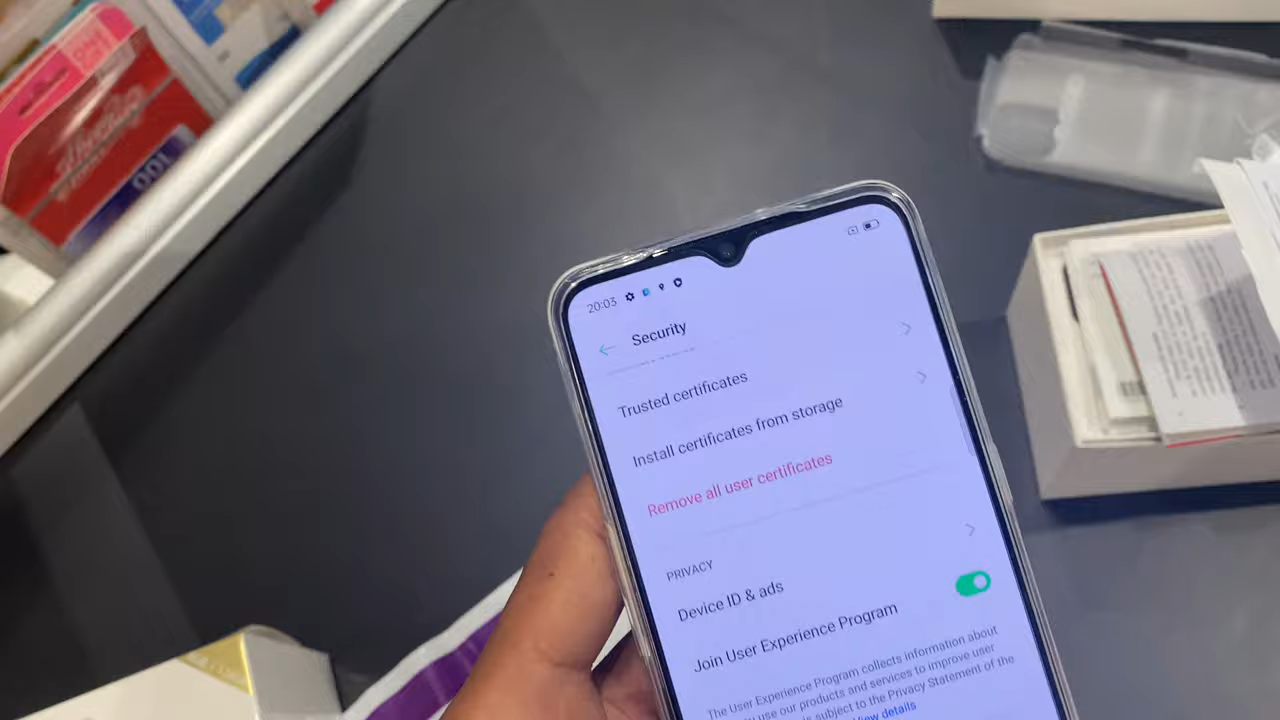 100
20:03
Security
Trusted certificates
Install certificates from storage
Remove all user certificates
PRIVACY
Device ID & ads
Join User Experience Program
The User Experience Program collects information about
use our products and services to improve user
is subject to the Privacy Statement of the
View details